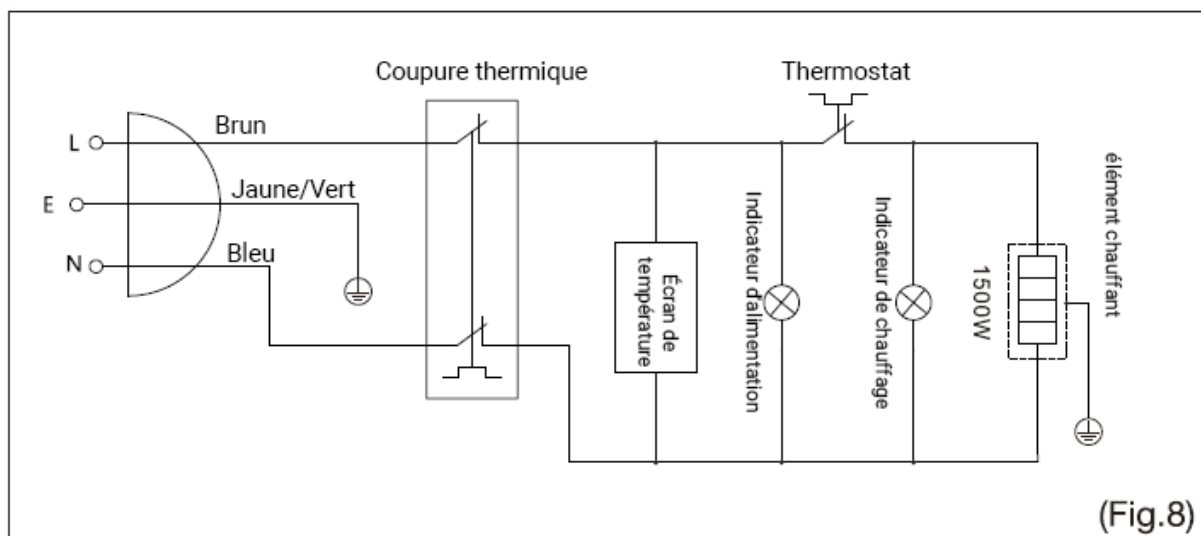 Coupure thermique
Thermostat
L
Brun
E
Jaune/Vert
N
Bleu
Écran de
température
Indicateur d'alimentation
Indicateur de chauffage
1500W
élément chauffant
(Fig.8)